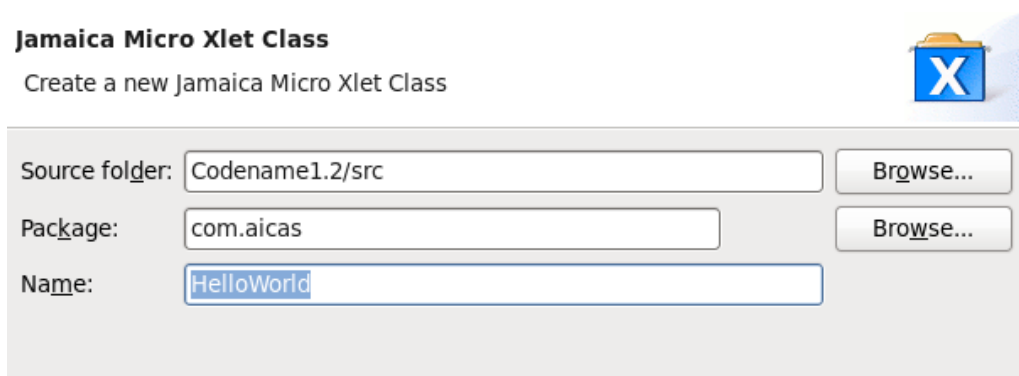 Jamaica Micro Xlet Class
Create a new Jamaica Micro Xlet Class
X
Source folder: Codename1.2/src Browse...
Package: com.aicas Browse...
Name: HelloWorld